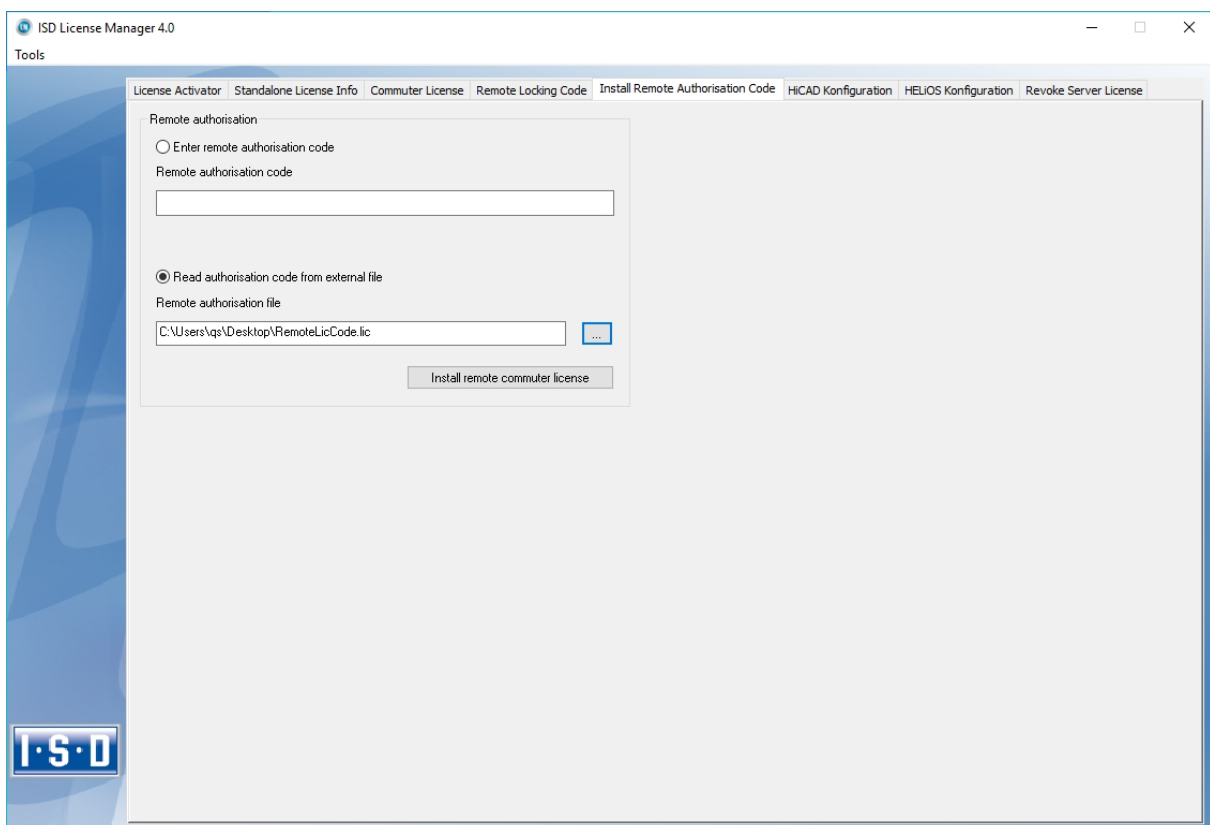 ISD License Manager 4.0
Tools
License Activator Standalone License Info Commuter License Remote Locking Code Install Remote Authorisation Code HiCAD Konfiguration HELiOS Konfiguration Revoke Server License
Remote authorisation
Enter remote authorisation code
Remote authorisation code
Read authorisation code from external file
Remote authorisation file
C:\Users\qs\Desktop\RemoteLicCode.lic
...
Install remote commuter license
I·S·D